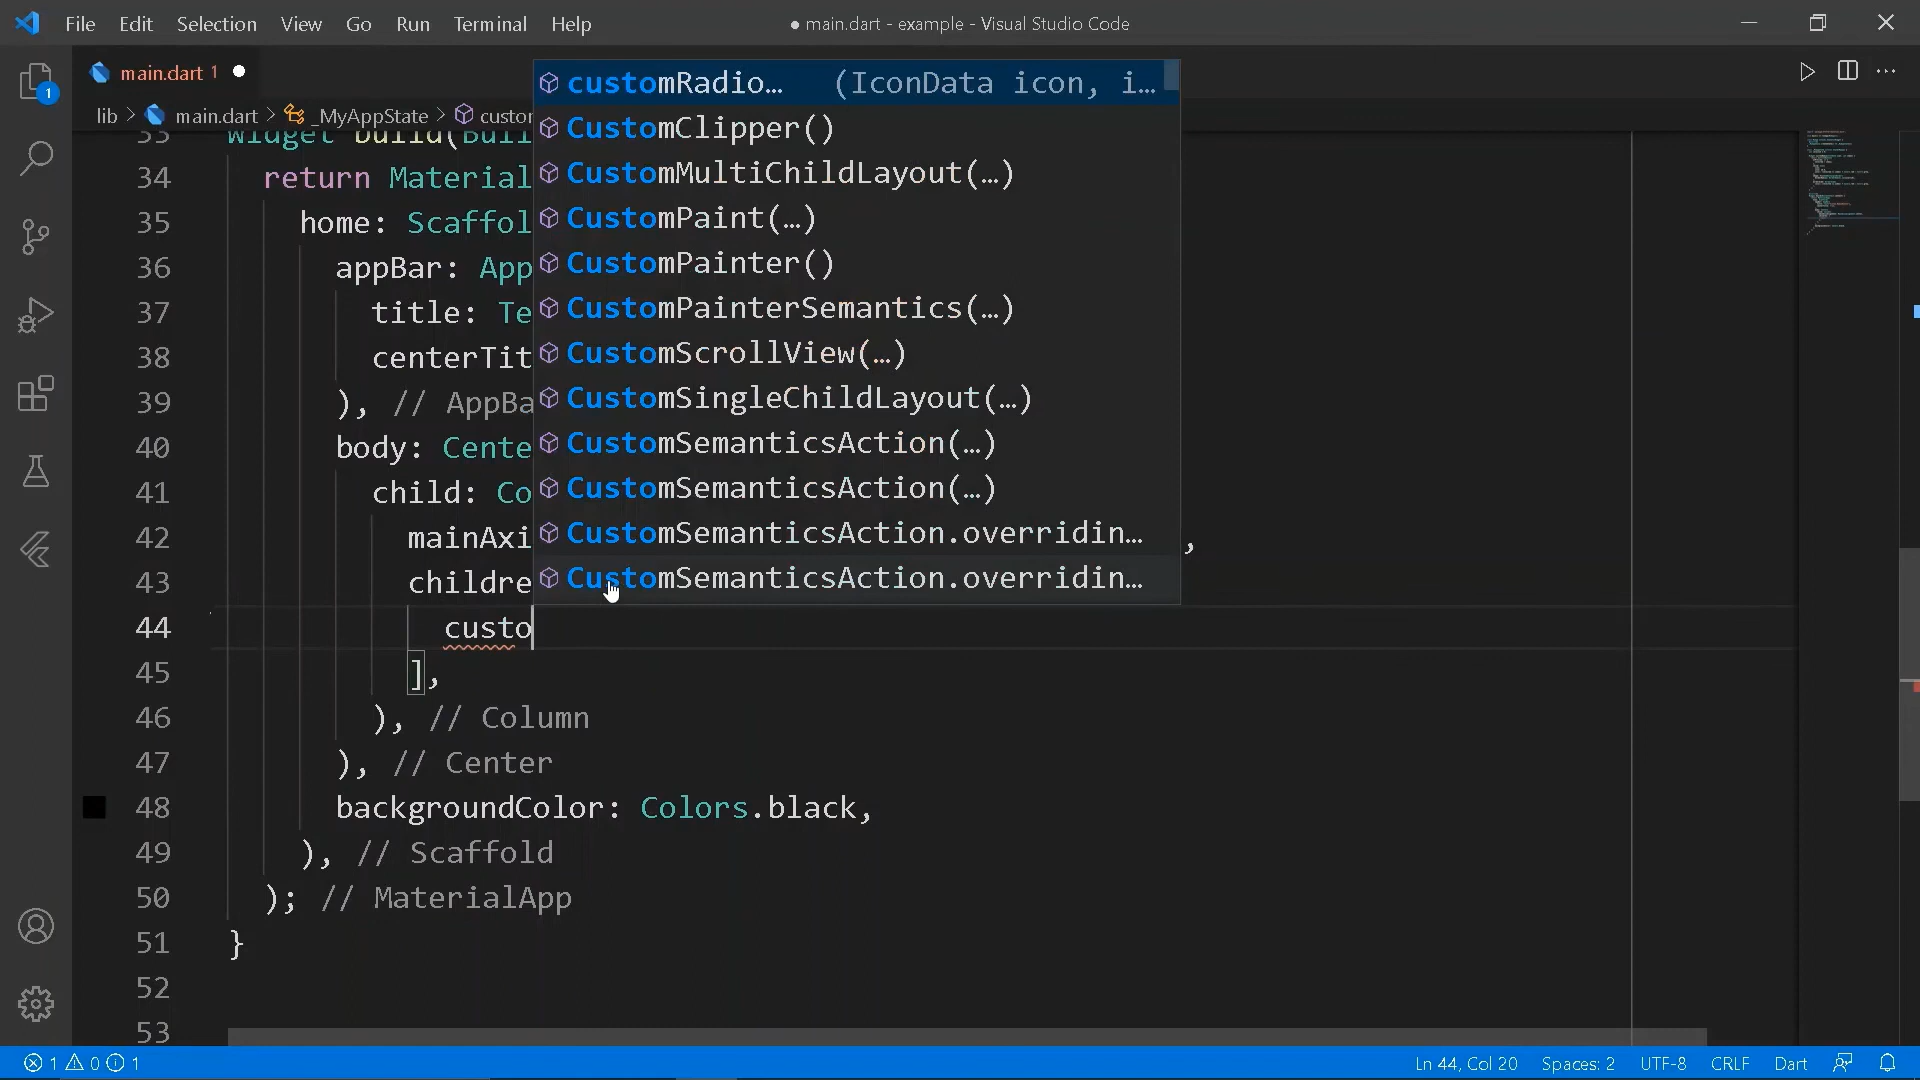 File Edit Selection View Go Run Terminal Help
● main.dart - example - Visual Studio Code
main.dart 1
lib > main.dart > _MyAppState > custor
33 Widget build(Buil
34 return Material
35 home: Scaffol
36 appBar: App
37 title: Te
38 centerTit
39 ), // AppBa
40 body: Cente
41 child: Co
42 mainAxi ,
43 childre
44 custo
45 ],
46 ), // Column
47 ), // Center
48 backgroundColor: Colors.black,
49 ), // Scaffold
50 ); // MaterialApp
51 }
52
53
customRadio… (IconData icon, i…
CustomClipper()
CustomMultiChildLayout(…)
CustomPaint(…)
CustomPainter()
CustomPainterSemantics(…)
CustomScrollView(…)
CustomSingleChildLayout(…)
CustomSemanticsAction(…)
CustomSemanticsAction(…)
CustomSemanticsAction.overridin…
CustomSemanticsAction.overridin…
1
1 0 1
Ln 44, Col 20 Spaces: 2 UTF-8 CRLF Dart